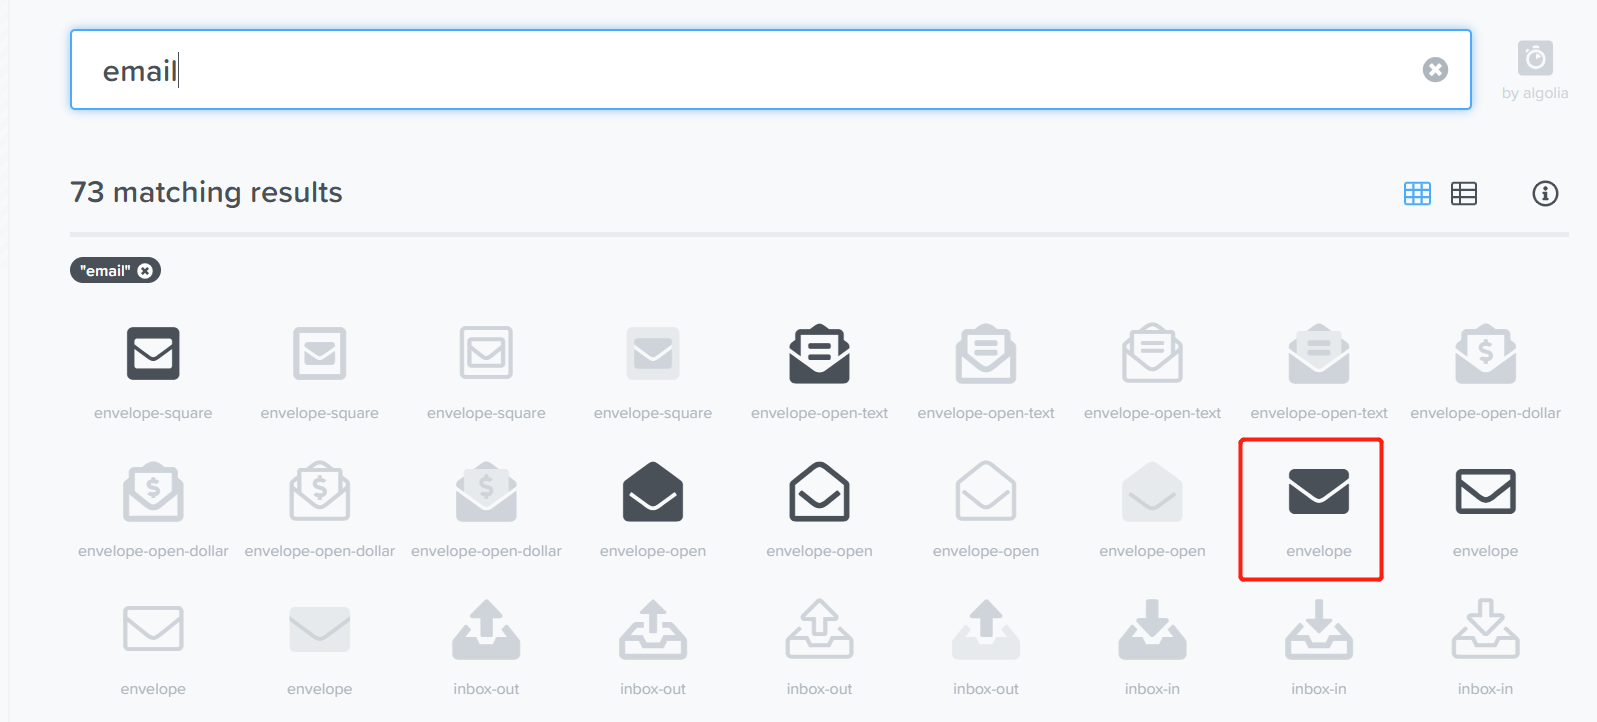 email
by algolia
73 matching results
"email"
envelope-square envelope-square envelope-square envelope-square envelope-open-text envelope-open-text envelope-open-text envelope-open-text envelope-open-dollar
envelope-open-dollar envelope-open-dollar envelope-open-dollar envelope-open envelope-open envelope-open envelope-open envelope envelope
envelope envelope inbox-out inbox-out inbox-out inbox-out inbox-in inbox-in inbox-in